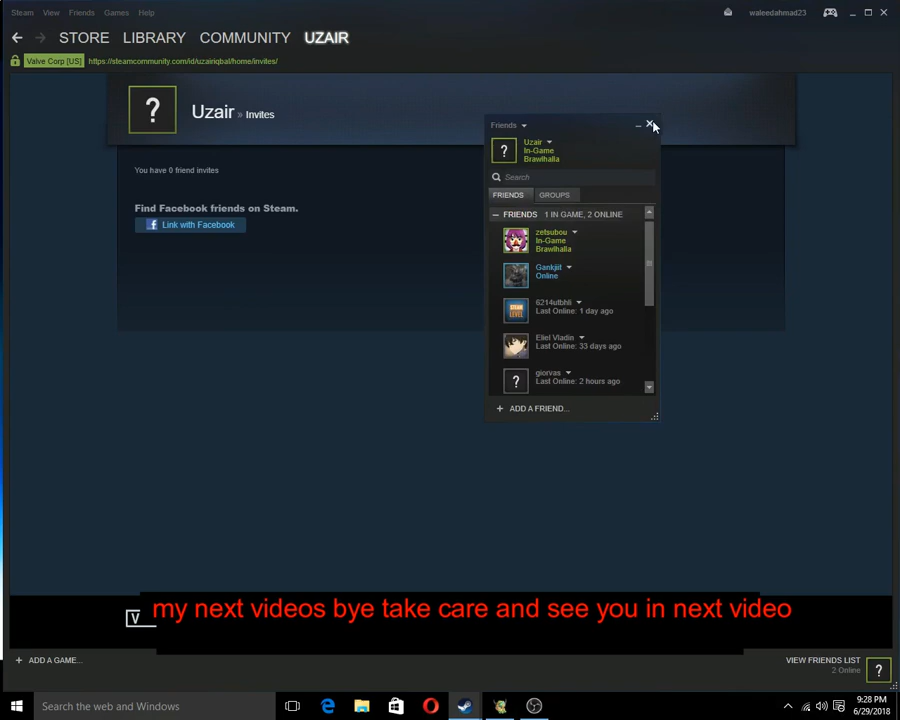 Steam View Friends Games Help
waleedahmad23
STORE LIBRARY COMMUNITY UZAIR
Valve Corp [US] https://steamcommunity.com/id/uzairiqbal/home/invites/
? Uzair » Invites
You have 0 friend invites
Find Facebook friends on Steam.
f Link with Facebook
Friends
? Uzair
In-Game
Brawlhalla
Search
FRIENDS GROUPS
FRIENDS 1 IN GAME, 2 ONLINE
zetsubou
In-Game
Brawlhalla
Gankjiit
Online
STEAM LEVEL
6214utbhli
Last Online: 1 day ago
Eliel Vladin
Last Online: 33 days ago
? giorvas
Last Online: 2 hours ago
+ ADD A FRIEND...
V my next videos bye take care and see you in next video
+ ADD A GAME...
VIEW FRIENDS LIST
2 Online
?
Search the web and Windows
9:28 PM
6/29/2018